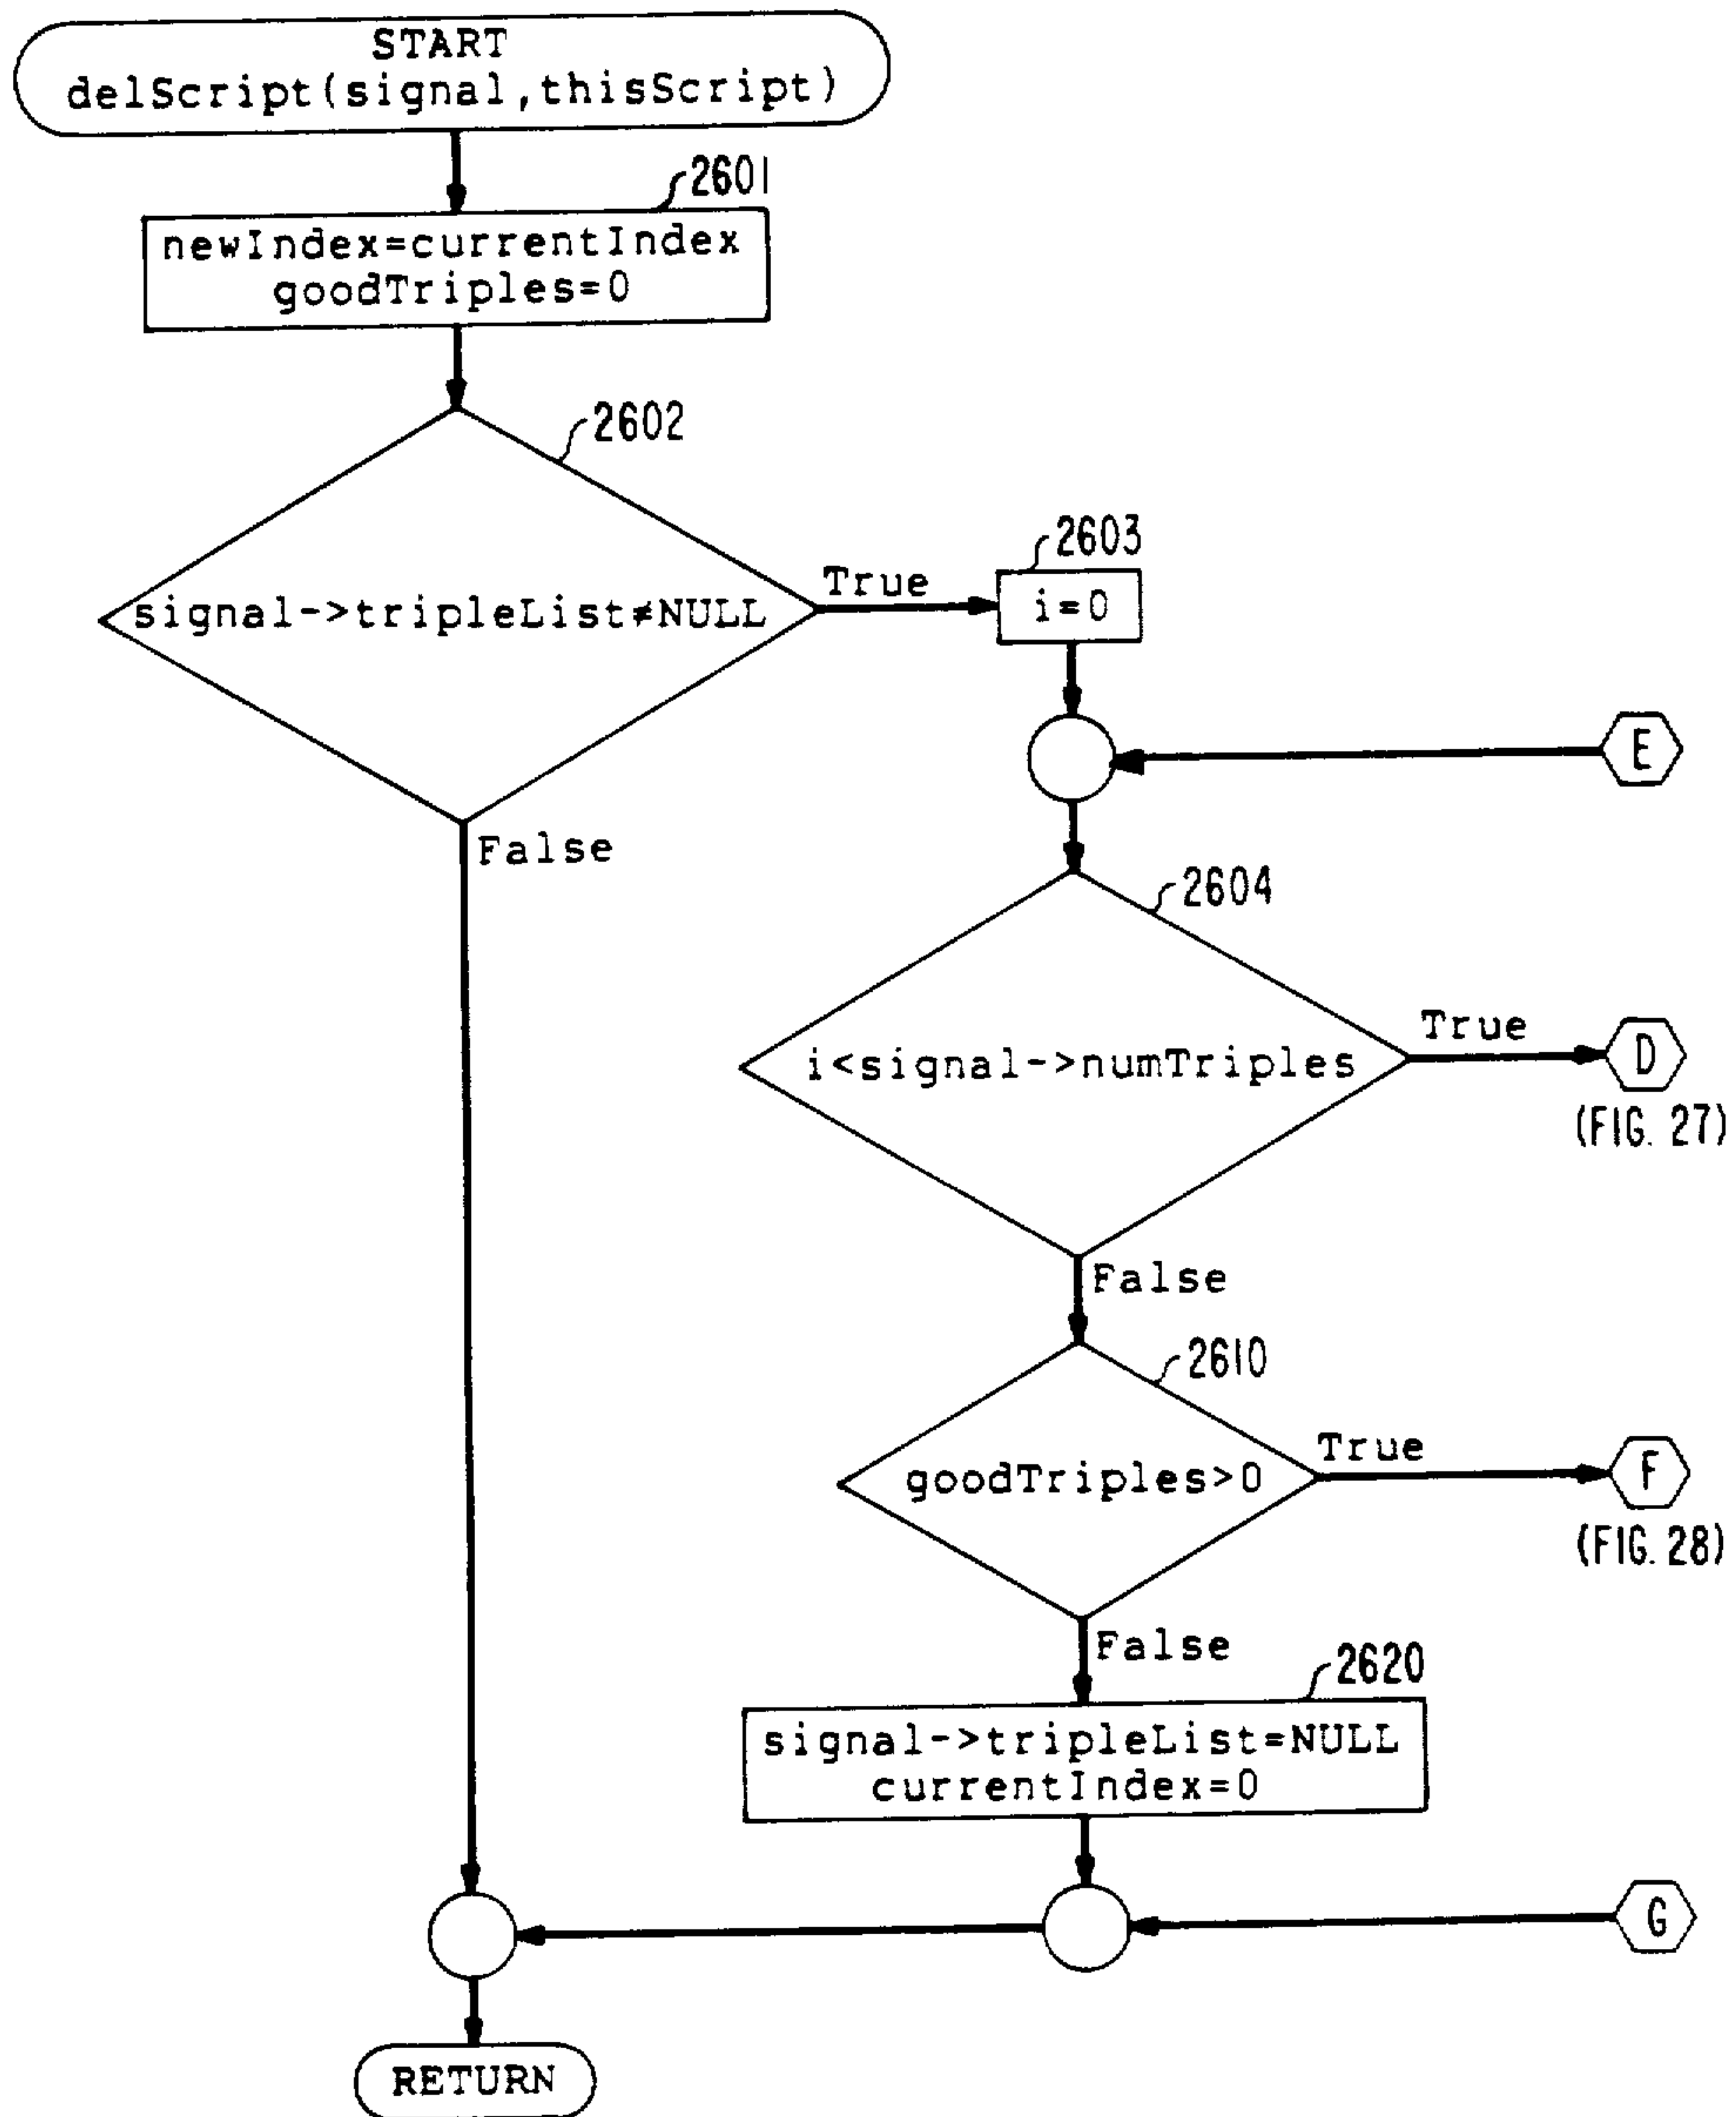 START
delScript(signal,thisScript)
2601
newIndex=currentIndex
goodTriples=0
2602
signal->tripleList≠NULL
True
2603
i=0
E
False
2604
i<signal->numTriples
True
D
(FIG. 27)
False
2610
goodTriples>0
True
F
(FIG. 28)
False
2620
signal->tripleList=NULL
currentIndex=0
G
RETURN